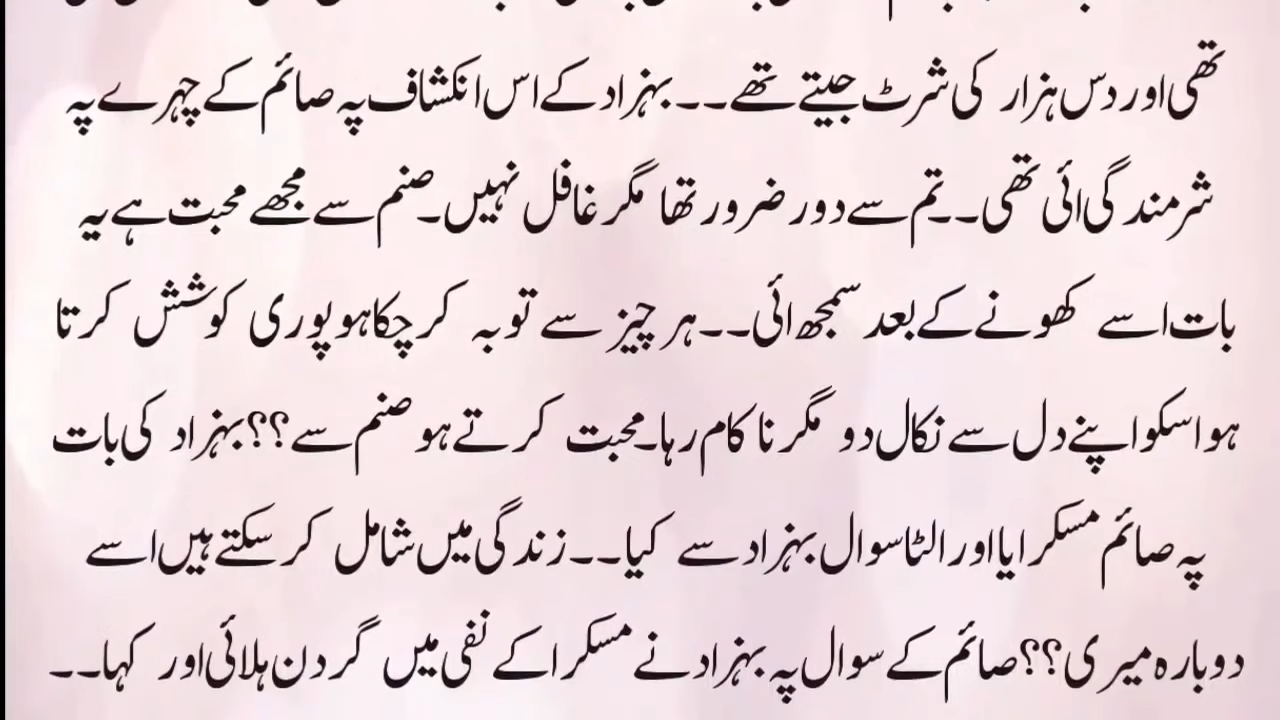 تھی اور دس ہزار کی شرٹ جیتے تھے۔۔بہزاد کے اس انکشاف پہ صائم کے چہرے پہ
شرمندگی ائی تھی۔۔تم سے دور ضرور تھا مگر غافل نہیں۔صنم سے مجھے محبت ہے یہ
بات اسے کھونے کے بعد سمجھ ائی۔۔ہر چیز سے توبہ کر چکا ہو پوری کوشش کرتا
ہو اسکو اپنے دل سے نکال دو مگر ناکام رہا۔محبت کرتے ہو صنم سے؟؟بہزاد کی بات
پہ صائم مسکرایا اور الٹا سوال بہزاد سے کیا۔۔زندگی میں شامل کر سکتے ہیں اسے
دوبارہ میری؟؟صائم کے سوال پہ بہزاد نے مسکرا کے نفی میں گردن ہلائی اور کہا۔۔